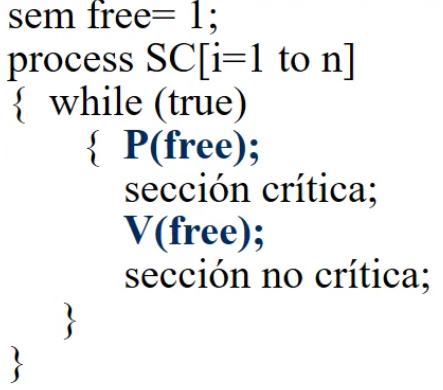 sem free= 1;
process SC[i=1 to n]
{ while (true)
{ P(free);
sección crítica;
V(free);
sección no crítica;
}
}